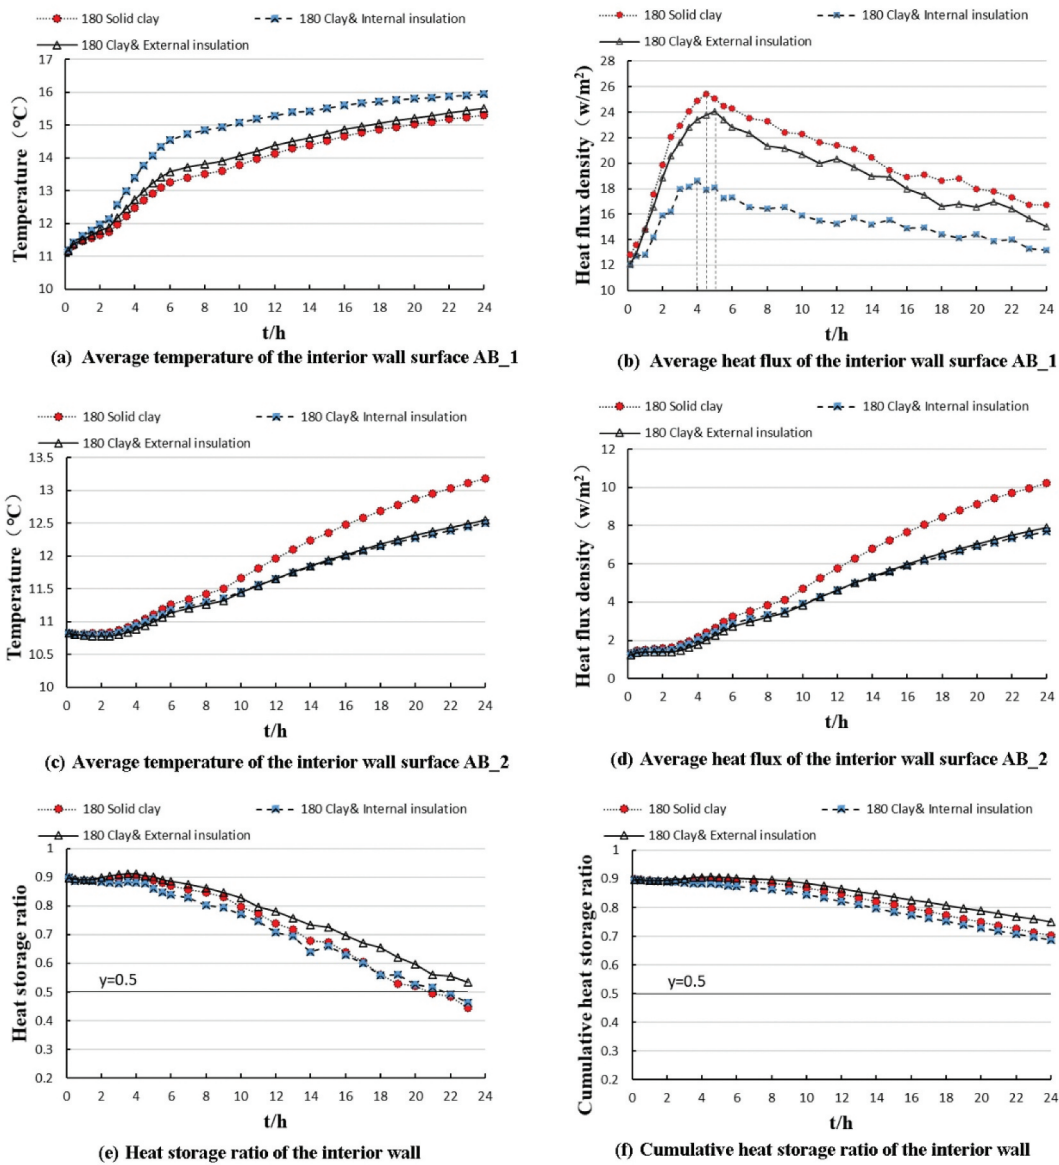 180 Solid clay
180 Clay& Internal insulation
180 Clay& External insulation
Temperature（℃）
17
16
15
14
13
12
11
10
0 2 4 6 8 10 12 14 16 18 20 22 24
t/h
(a) Average temperature of the interior wall surface AB_1
180 Solid clay
180 Clay& Internal insulation
180 Clay& External insulation
Heat flux density（w/m²）
28
26
24
22
20
18
16
14
12
10
0 2 4 6 8 10 12 14 16 18 20 22 24
t/h
(b) Average heat flux of the interior wall surface AB_1
180 Solid clay
180 Clay& Internal insulation
180 Clay& External insulation
Temperature（℃）
13.5
13
12.5
12
11.5
11
10.5
10
0 2 4 6 8 10 12 14 16 18 20 22 24
t/h
(c) Average temperature of the interior wall surface AB_2
180 Solid clay
180 Clay& Internal insulation
180 Clay& External insulation
Heat flux density（w/m²）
12
10
8
6
4
2
0
0 2 4 6 8 10 12 14 16 18 20 22 24
t/h
(d) Average heat flux of the interior wall surface AB_2
180 Solid clay
180 Clay& Internal insulation
180 Clay& External insulation
Heat storage ratio
1
0.9
0.8
0.7
0.6
0.5
0.4
0.3
0.2
y=0.5
0 2 4 6 8 10 12 14 16 18 20 22 24
t/h
(e) Heat storage ratio of the interior wall
180 Solid clay
180 Clay& Internal insulation
180 Clay& External insulation
Cumulative heat storage ratio
1
0.9
0.8
0.7
0.6
0.5
0.4
0.3
0.2
y=0.5
0 2 4 6 8 10 12 14 16 18 20 22 24
t/h
(f) Cumulative heat storage ratio of the interior wall